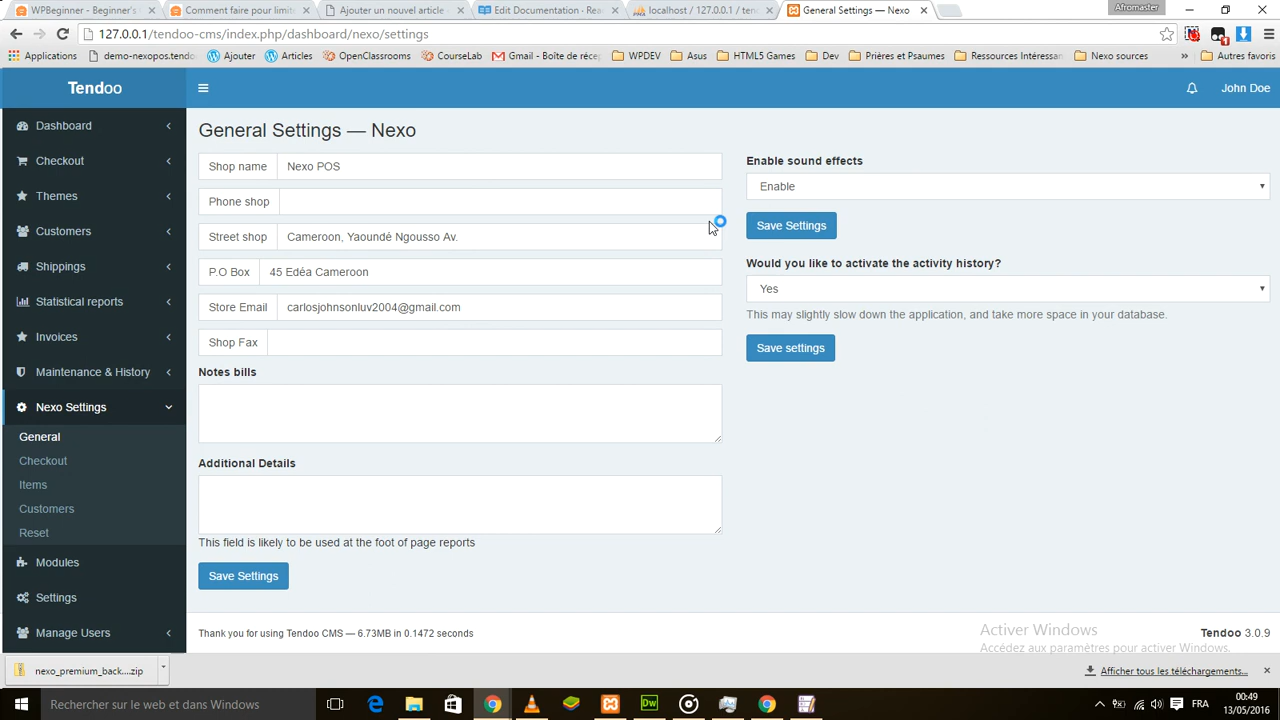 WPBeginner - Beginner's
Comment faire pour limit
Ajouter un nouvel article
Edit Documentation - Rea
localhost / 127.0.0.1 / ten
General Settings — Nexo
Afromaster
127.0.0.1/tendoo-cms/index.php/dashboard/nexo/settings
Applications
demo-nexopos.tendo
Ajouter
Articles
OpenClassrooms
CourseLab
Gmail - Boîte de récep
WPDEV
Asus
HTML5 Games
Dev
Prières et Psaumes
Ressources Intéressan
Nexo sources
»
Autres favoris
Tendoo
John Doe
Dashboard
Checkout
Themes
Customers
Shippings
Statistical reports
Invoices
Maintenance & History
Nexo Settings
General
Checkout
Items
Customers
Reset
Modules
Settings
Manage Users
General Settings — Nexo
Shop name Nexo POS
Phone shop
Street shop Cameroon, Yaoundé Ngousso Av.
P.O Box 45 Edéa Cameroon
Store Email carlosjohnsonluv2004@gmail.com
Shop Fax
Notes bills
Additional Details
This field is likely to be used at the foot of page reports
Save Settings
Enable sound effects
Enable
Save Settings
Would you like to activate the activity history?
Yes
This may slightly slow down the application, and take more space in your database.
Save settings
Thank you for using Tendoo CMS — 6.73MB in 0.1472 seconds
Tendoo 3.0.9
Activer Windows
Accédez aux paramètres pour activer Windows.
nexo_premium_back....zip
Afficher tous les téléchargements...
Rechercher sur le web et dans Windows
FRA
00:49
13/05/2016